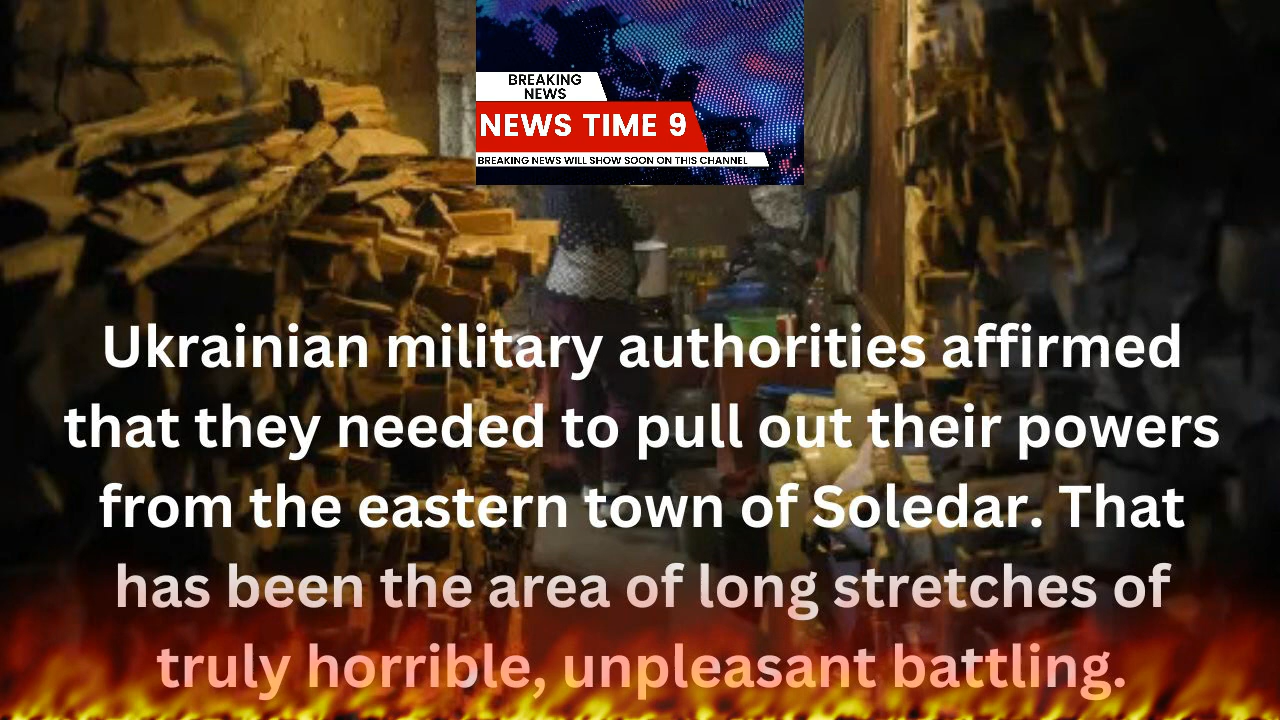 BREAKING
NEWS
NEWS TIME 9
BREAKING NEWS WILL SHOW SOON ON THIS CHANNEL
Ukrainian military authorities affirmed
that they needed to pull out their powers
from the eastern town of Soledar. That
has been the area of long stretches of
truly horrible, unpleasant battling.